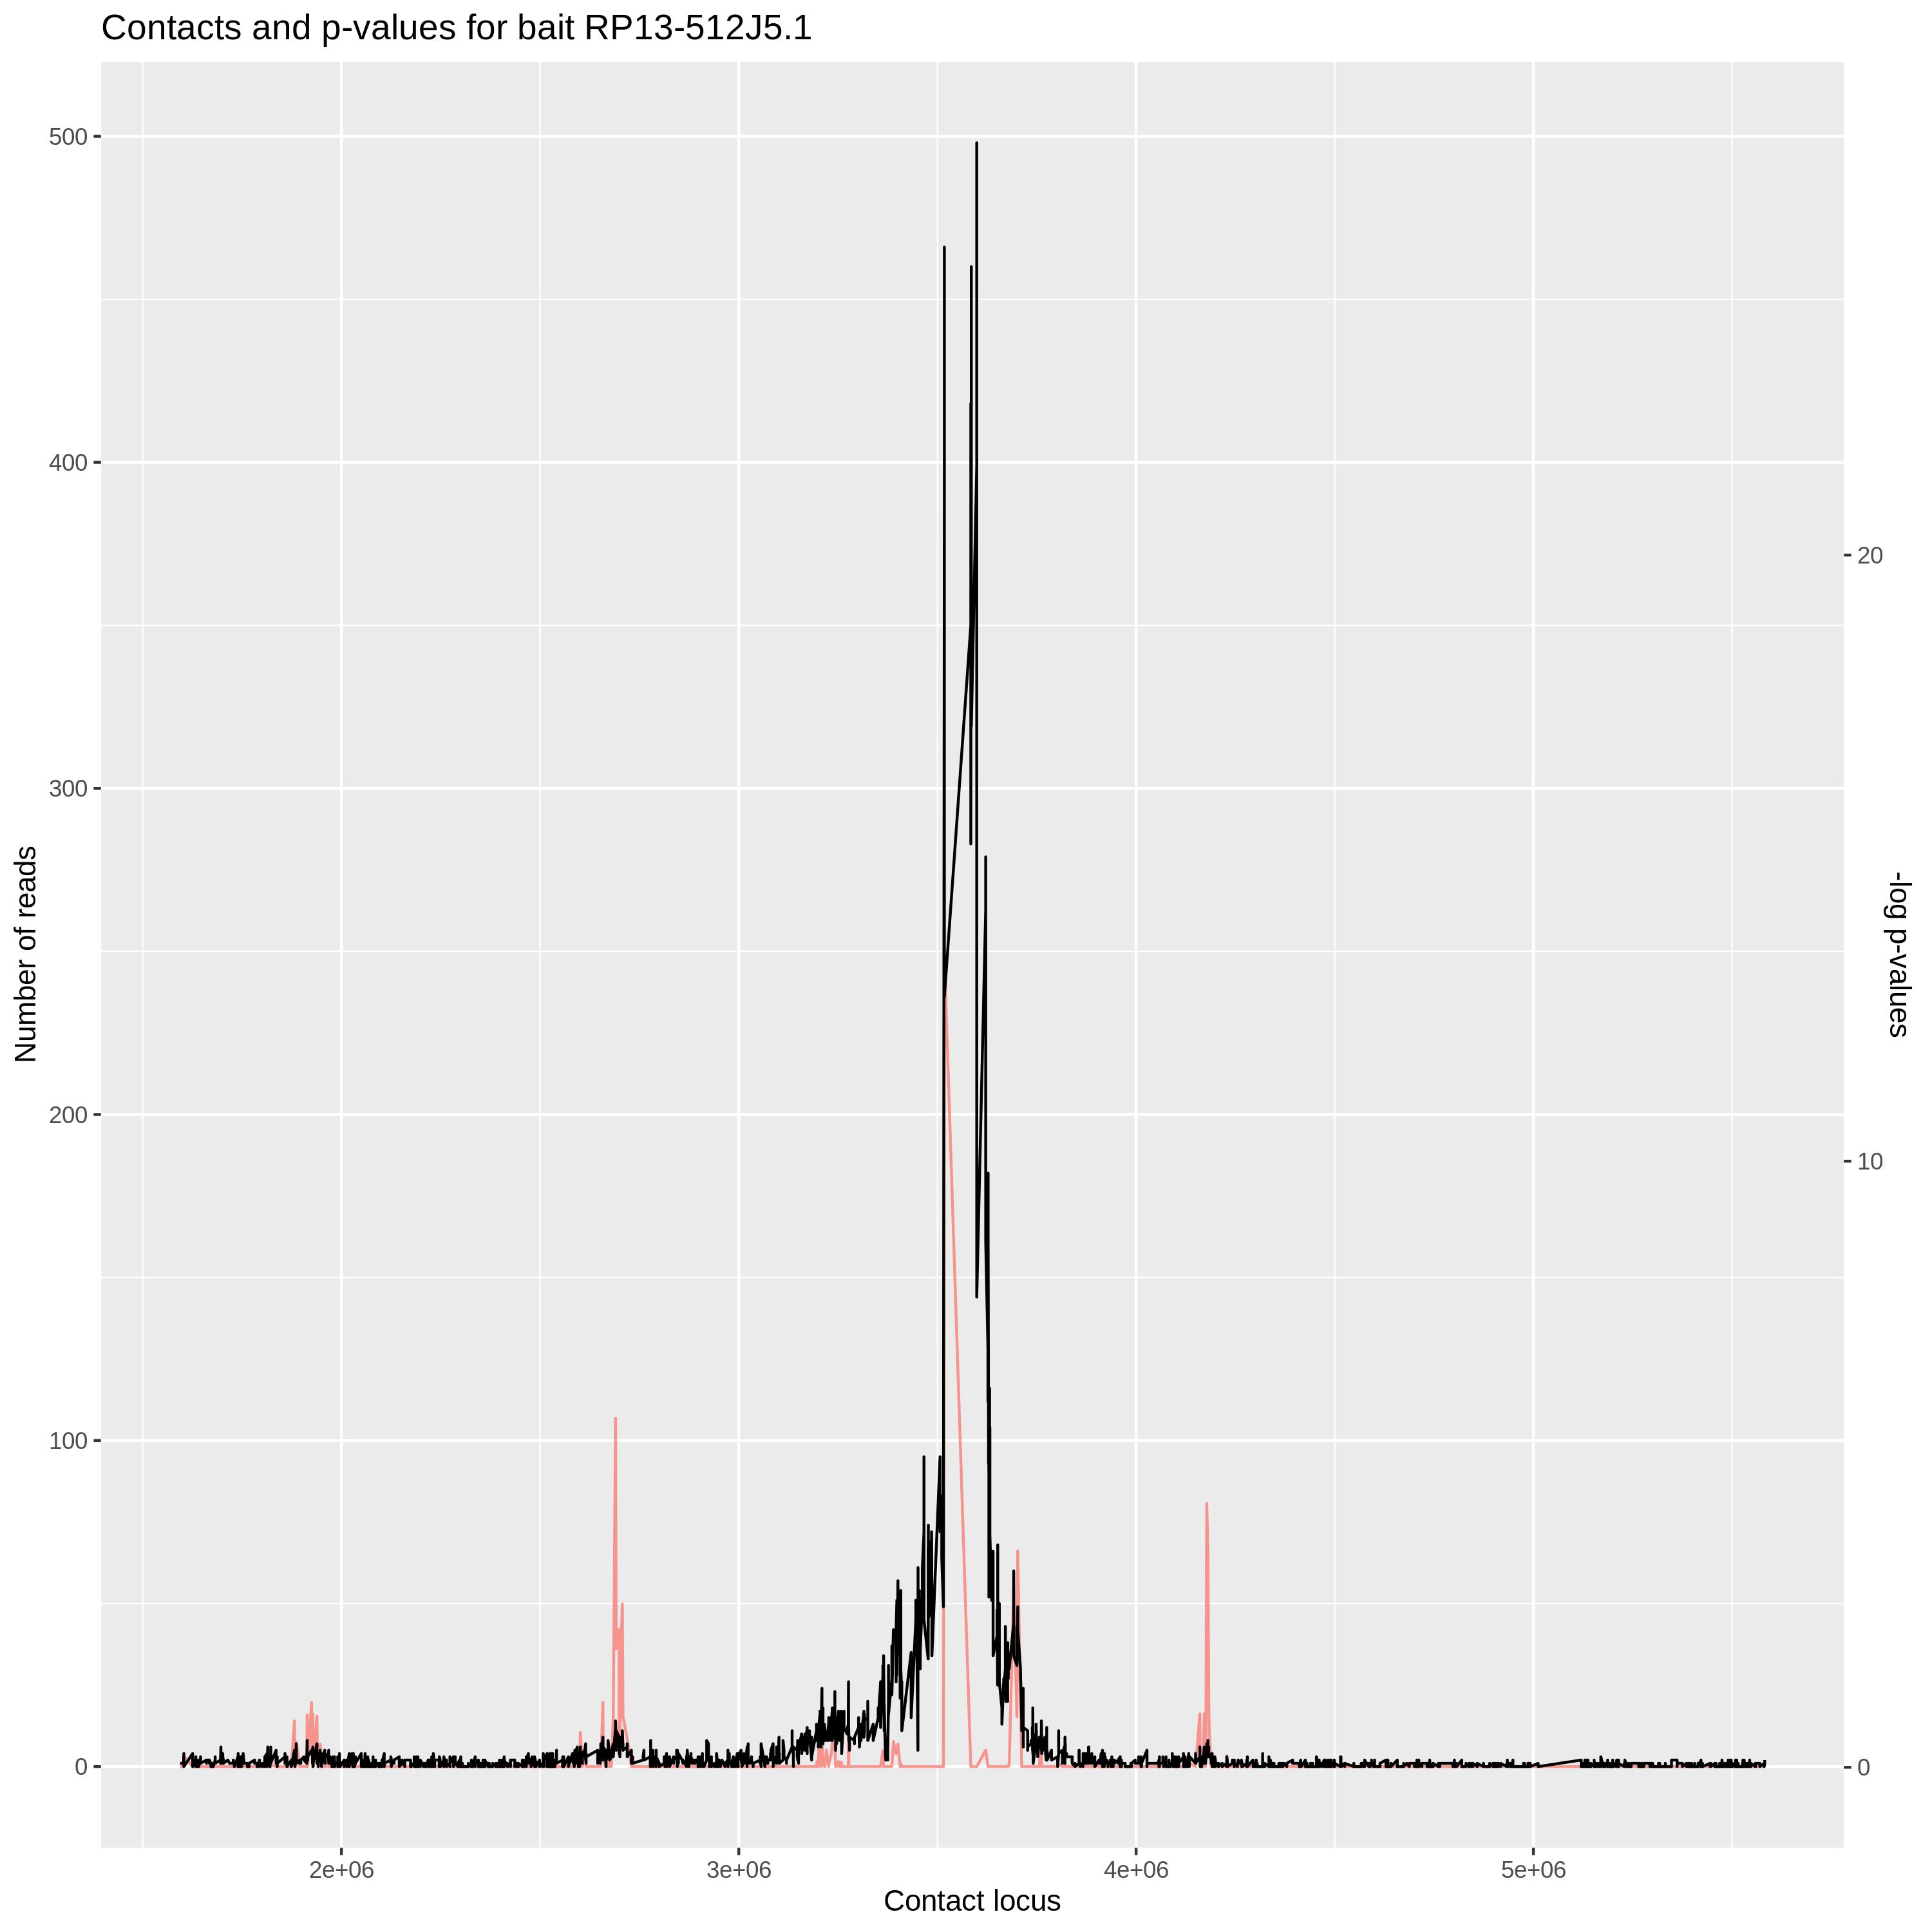 Contacts and p-values for bait RP13-512J5.1
500
400
300
200
100
0
Number of reads
20
10
0
-log p-values
2e+06
3e+06
4e+06
5e+06
Contact locus